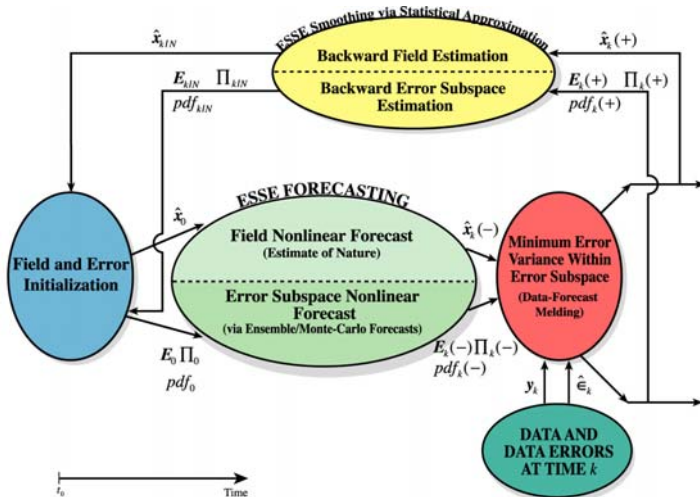 ESSE Smoothing via Statistical Approximation
Backward Field Estimation
Backward Error Subspace
Estimation
x̂k/N
Ek/N Πk/N
pdfk/N
x̂k(+)
Ek(+) Πk(+)
pdfk(+)
ESSE FORECASTING
x̂0
Field and Error
Initialization
Field Nonlinear Forecast
(Estimate of Nature)
Error Subspace Nonlinear
Forecast
(via Ensemble/Monte-Carlo Forecasts)
x̂k(-)
Minimum Error
Variance Within
Error Subspace
(Data-Forecast
Melding)
E0 Π0
pdf0
Ek(-) Πk(-)
pdfk(-)
yk ∈̂k
DATA AND
DATA ERRORS
AT TIME k
t0 Time